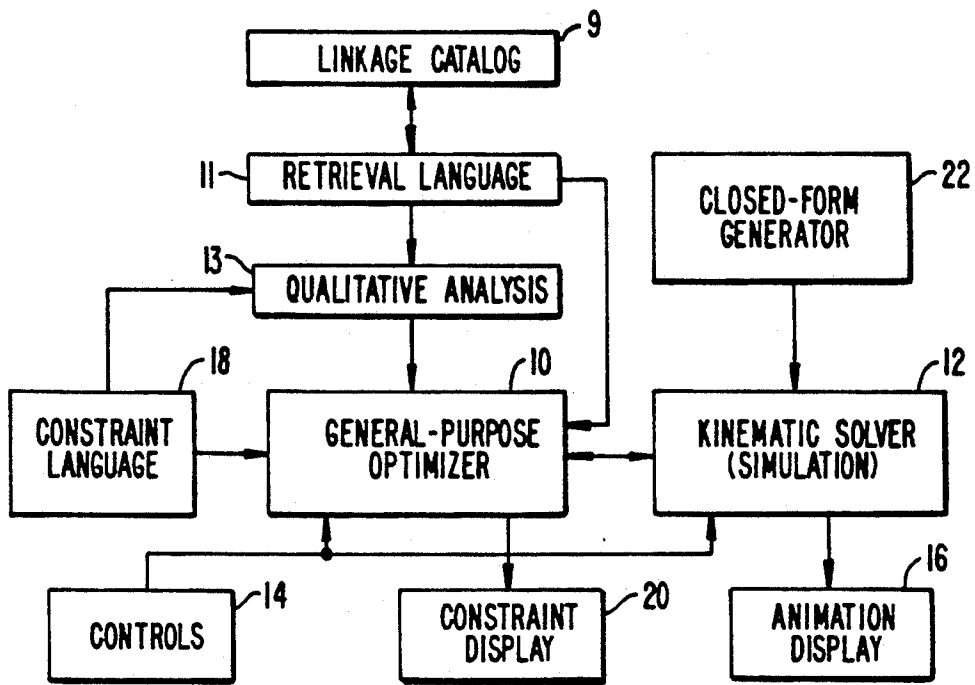 9
LINKAGE CATALOG
11
RETRIEVAL LANGUAGE
22
CLOSED-FORM
GENERATOR
13
QUALITATIVE ANALYSIS
18
CONSTRAINT
LANGUAGE
10
GENERAL-PURPOSE
OPTIMIZER
12
KINEMATIC SOLVER
(SIMULATION)
14
CONTROLS
20
CONSTRAINT
DISPLAY
16
ANIMATION
DISPLAY